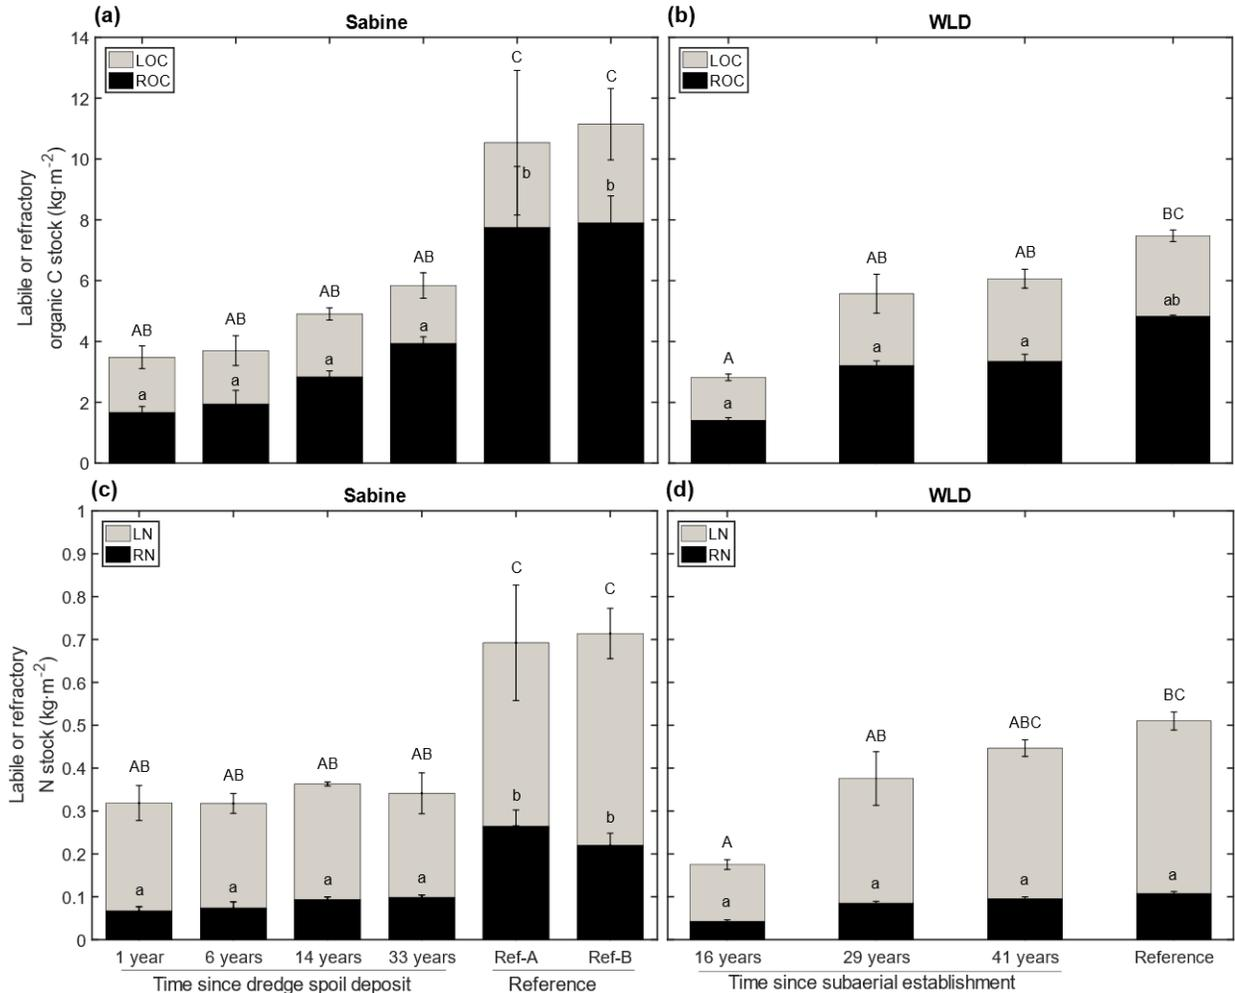 (a)
Sabine
(b)
WLD
14
12
10
8
6
4
2
0
Labile or refractory
organic C stock (kg·m⁻²)
LOC
ROC
AB
AB
AB
AB
C
C
a
a
a
a
b
b
LOC
ROC
A
AB
AB
BC
a
a
a
ab
(c)
Sabine
(d)
WLD
1
0.9
0.8
0.7
0.6
0.5
0.4
0.3
0.2
0.1
0
Labile or refractory
N stock (kg·m⁻²)
LN
RN
AB
AB
AB
AB
C
C
a
a
a
a
b
b
LN
RN
A
AB
ABC
BC
a
a
a
a
1 year
6 years
14 years
33 years
Ref-A
Ref-B
16 years
29 years
41 years
Reference
Time since dredge spoil deposit
Reference
Time since subaerial establishment